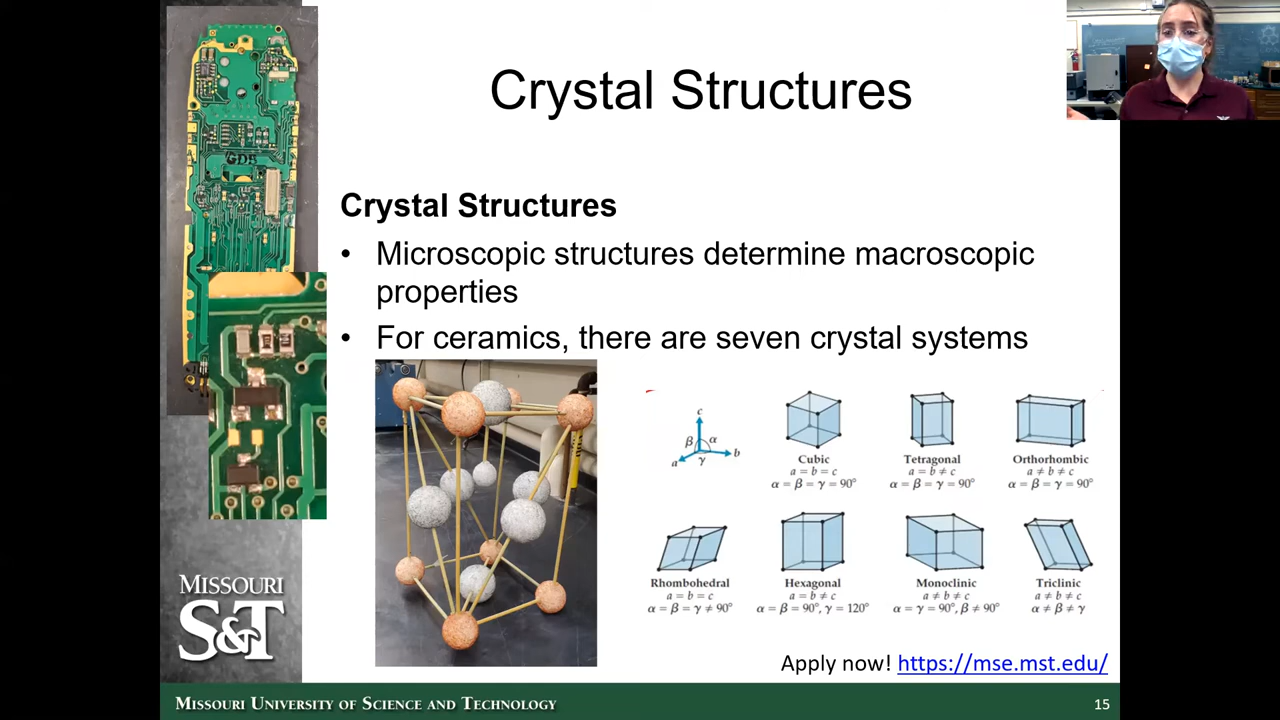 Crystal Structures
Crystal Structures
• Microscopic structures determine macroscopic
properties
• For ceramics, there are seven crystal systems
c
β α
a γ b
Cubic
a = b = c
α = β = γ = 90°
Tetragonal
a = b ≠ c
α = β = γ = 90°
Orthorhombic
a ≠ b ≠ c
α = β = γ = 90°
Rhombohedral
a = b = c
α = β = γ ≠ 90°
Hexagonal
a = b ≠ c
α = β = 90°, γ = 120°
Monoclinic
a ≠ b ≠ c
α = γ = 90°, β ≠ 90°
Triclinic
a ≠ b ≠ c
α ≠ β ≠ γ
MISSOURI
S&T
Apply now! https://mse.mst.edu/
MISSOURI UNIVERSITY OF SCIENCE AND TECHNOLOGY
15